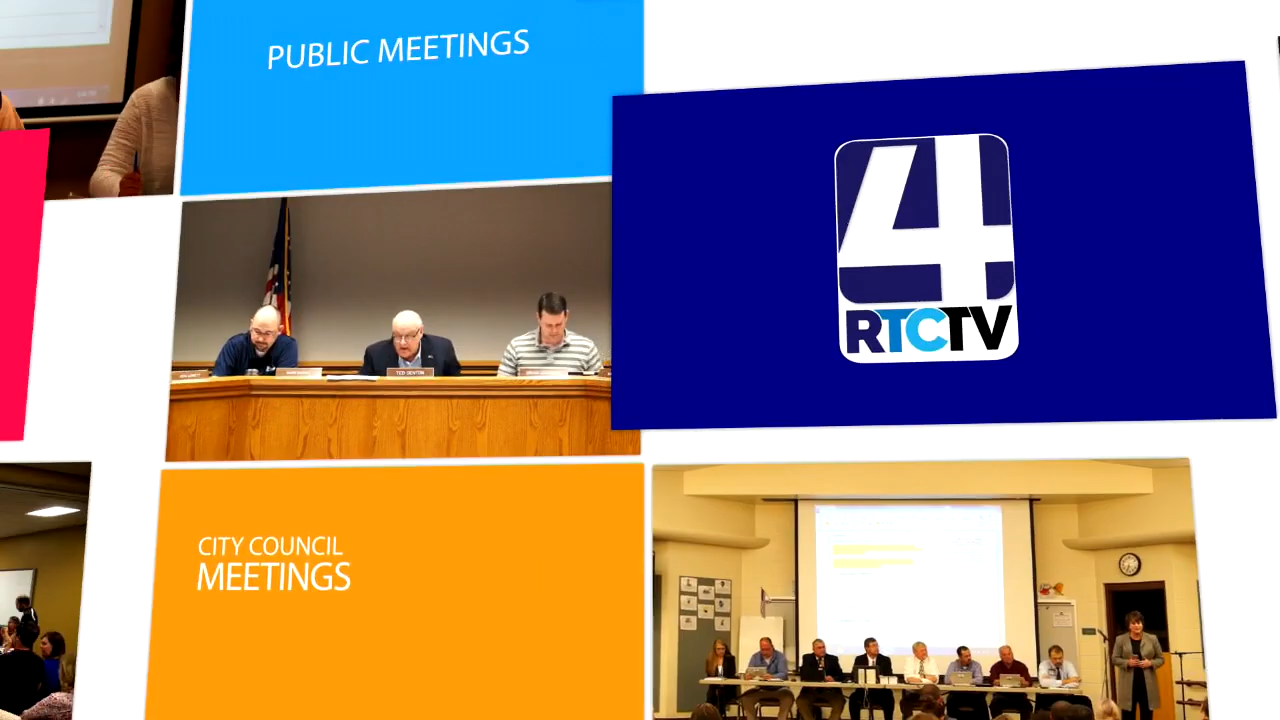 PUBLIC MEETINGS
4
RTCTV
TED DENTON
CITY COUNCIL
MEETINGS